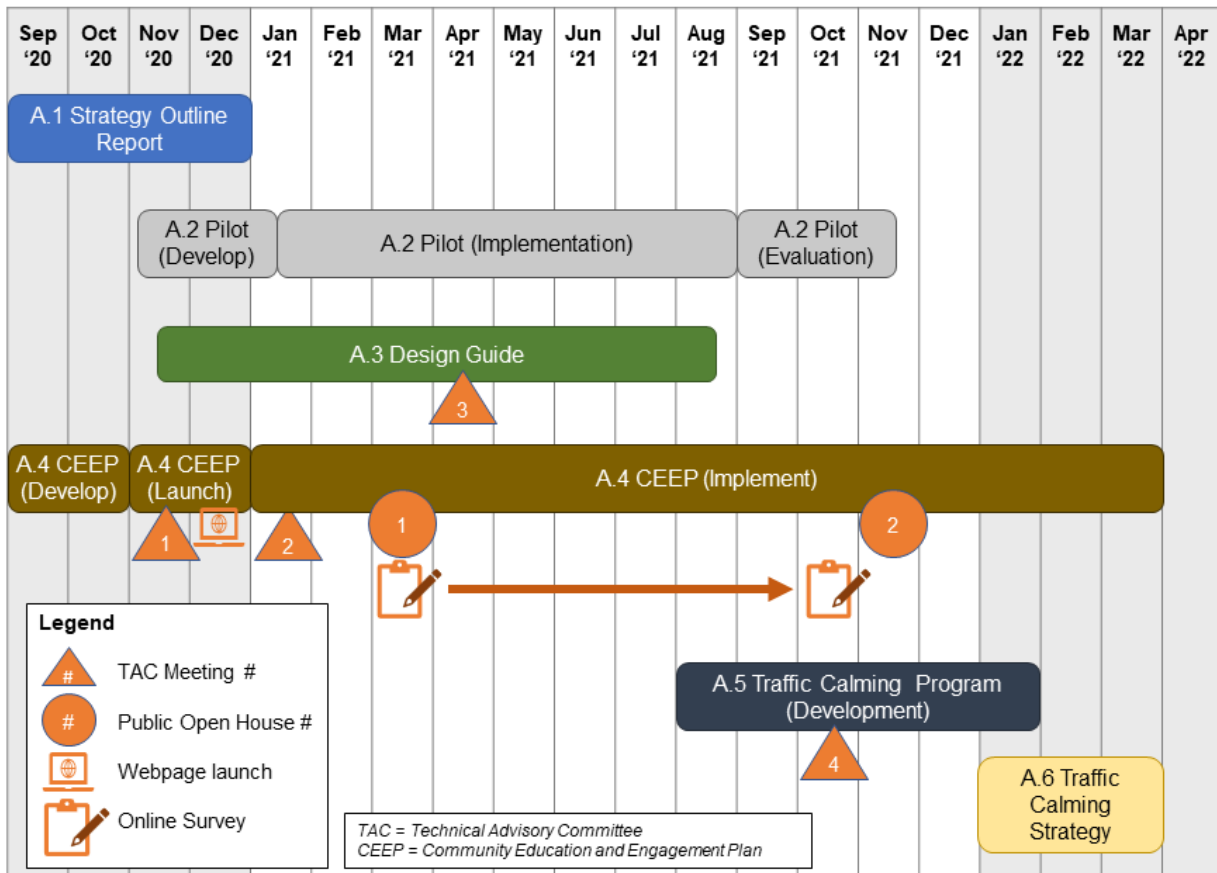 Sep ‘20
Oct ‘20
Nov ‘20
Dec ‘20
Jan ‘21
Feb ‘21
Mar ‘21
Apr ‘21
May ‘21
Jun ‘21
Jul ‘21
Aug ‘21
Sep ‘21
Oct ‘21
Nov ‘21
Dec ‘21
Jan ‘22
Feb ‘22
Mar ‘22
Apr ‘22
A.1 Strategy Outline
Report
A.2 Pilot
(Develop)
A.2 Pilot (Implementation)
A.2 Pilot
(Evaluation)
A.3 Design Guide
3
A.4 CEEP
(Develop)
A.4 CEEP
(Launch)
A.4 CEEP (Implement)
1
2
1
2
A.5 Traffic Calming Program
(Development)
4
A.6 Traffic
Calming
Strategy
Legend
# TAC Meeting #
# Public Open House #
Webpage launch
Online Survey
TAC = Technical Advisory Committee
CEEP = Community Education and Engagement Plan